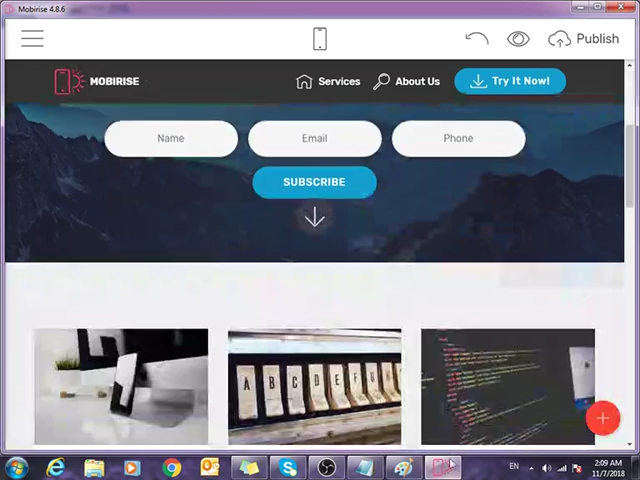 Mobirise 4.8.6
Publish
MOBIRISE
Services
About Us
Try It Now!
Name
Email
Phone
SUBSCRIBE
A B C D E F
EN
2:09 AM
11/7/2018